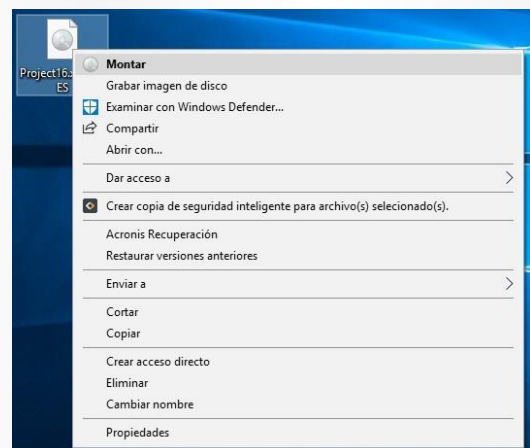 Project16.x
ES
Montar
Grabar imagen de disco
Examinar con Windows Defender...
Compartir
Abrir con...
Dar acceso a
Crear copia de seguridad inteligente para archivo(s) selecionado(s).
Acronis Recuperación
Restaurar versiones anteriores
Enviar a
Cortar
Copiar
Crear acceso directo
Eliminar
Cambiar nombre
Propiedades